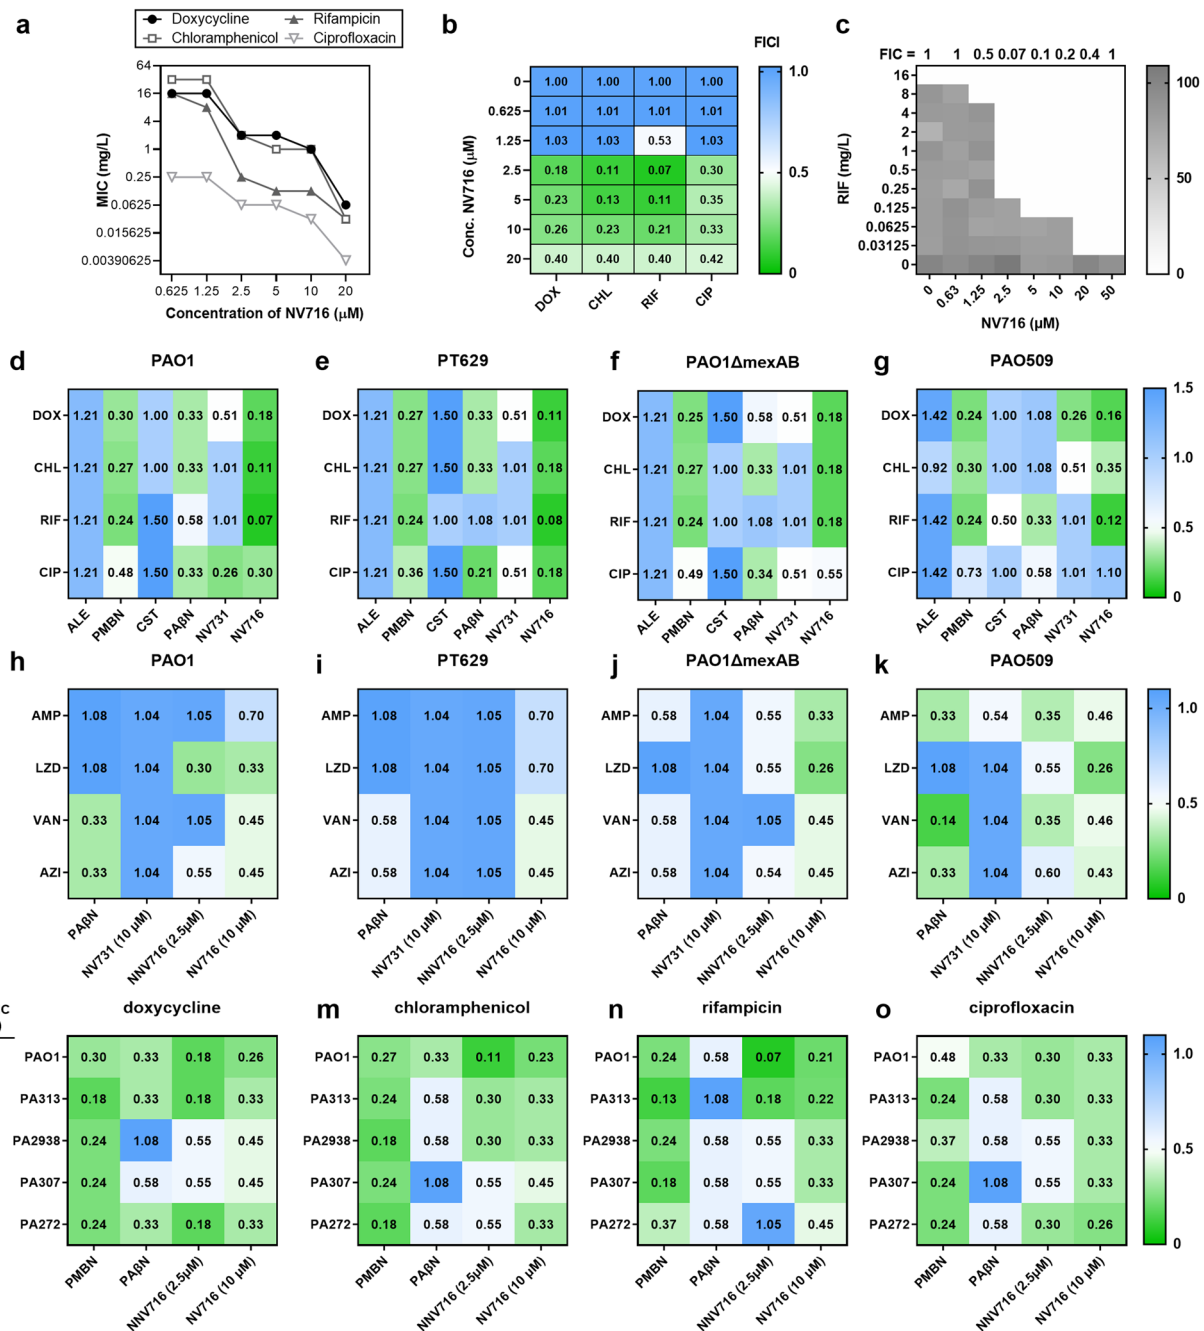 a
Doxycycline
Rifampicin
Chloramphenicol
Ciprofloxacin
MIC (mg/L)
64
16
4
1
0.25
0.0625
0.015625
0.00390625
0.625 1.25 2.5 5 10 20
Concentration of NV716 (μM)
b
FICI
Conc. NV716 (μM)
0 1.00 1.00 1.00 1.00
0.625 1.01 1.01 1.01 1.01
1.25 1.03 1.03 0.53 1.03
2.5 0.18 0.11 0.07 0.30
5 0.23 0.13 0.11 0.35
10 0.26 0.23 0.21 0.33
20 0.40 0.40 0.40 0.42
DOX CHL RIF CIP
1.0
0.5
0
c
FIC = 1 1 0.5 0.07 0.1 0.2 0.4 1
RIF (mg/L)
16
8
4
2
1
0.5
0.25
0.125
0.0625
0.03125
0
0 0.63 1.25 2.5 5 10 20 50
NV716 (μM)
100
50
0
d
PAO1
DOX 1.21 0.30 1.00 0.33 0.51 0.18
CHL 1.21 0.27 1.00 0.33 1.01 0.11
RIF 1.21 0.24 1.50 0.58 1.01 0.07
CIP 1.21 0.48 1.50 0.33 0.26 0.30
ALE PMBN CST PAβN NV731 NV716
e
PT629
DOX 1.21 0.27 1.50 0.33 0.51 0.11
CHL 1.21 0.27 1.50 0.33 1.01 0.18
RIF 1.21 0.24 1.00 1.08 1.01 0.08
CIP 1.21 0.36 1.50 0.21 0.51 0.18
ALE PMBN CST PAβN NV731 NV716
f
PAO1ΔmexAB
DOX 1.21 0.25 1.50 0.58 0.51 0.18
CHL 1.21 0.27 1.00 0.33 1.01 0.18
RIF 1.21 0.24 1.00 1.08 1.01 0.18
CIP 1.21 0.49 1.50 0.34 0.51 0.55
ALE PMBN CST PAβN NV731 NV716
g
PAO509
DOX 1.42 0.24 1.00 1.08 0.26 0.16
CHL 0.92 0.30 1.00 1.08 0.51 0.35
RIF 1.42 0.24 0.50 0.33 1.01 0.12
CIP 1.42 0.73 1.00 0.58 1.01 1.10
ALE PMBN CST PAβN NV731 NV716
1.5
1.0
0.5
0
h
PAO1
AMP 1.08 1.04 1.05 0.70
LZD 1.08 1.04 0.30 0.33
VAN 0.33 1.04 1.05 0.45
AZI 0.33 1.04 0.55 0.45
PAβN NV731 (10 μM) NNV716 (2.5μM) NV716 (10 μM)
i
PT629
AMP 1.08 1.04 1.05 0.70
LZD 1.08 1.04 1.05 0.70
VAN 0.58 1.04 1.05 0.45
AZI 0.58 1.04 1.05 0.45
PAβN NV731 (10 μM) NNV716 (2.5μM) NV716 (10 μM)
j
PAO1ΔmexAB
AMP 0.58 1.04 0.55 0.33
LZD 1.08 1.04 0.55 0.26
VAN 0.58 1.04 1.05 0.45
AZI 0.58 1.04 0.54 0.45
PAβN NV731 (10 μM) NNV716 (2.5μM) NV716 (10 μM)
k
PAO509
AMP 0.33 0.54 0.35 0.46
LZD 1.08 1.04 0.55 0.26
VAN 0.14 1.04 0.35 0.46
AZI 0.33 1.04 0.60 0.43
PAβN NV731 (10 μM) NNV716 (2.5μM) NV716 (10 μM)
1.0
0.5
0
doxycycline
PAO1 0.30 0.33 0.18 0.26
PA313 0.18 0.33 0.18 0.33
PA2938 0.24 1.08 0.55 0.45
PA307 0.24 0.58 0.55 0.45
PA272 0.24 0.33 0.18 0.33
PMBN PAβN NNV716 (2.5μM) NV716 (10 μM)
m
chloramphenicol
PAO1 0.27 0.33 0.11 0.23
PA313 0.24 0.58 0.30 0.33
PA2938 0.18 0.58 0.30 0.33
PA307 0.24 1.08 0.55 0.45
PA272 0.18 0.58 0.55 0.33
PMBN PAβN NNV716 (2.5μM) NV716 (10 μM)
n
rifampicin
PAO1 0.24 0.58 0.07 0.21
PA313 0.13 1.08 0.18 0.22
PA2938 0.24 0.58 0.55 0.33
PA307 0.18 0.58 0.55 0.33
PA272 0.37 0.58 1.05 0.45
PMBN PAβN NNV716 (2.5μM) NV716 (10 μM)
o
ciprofloxacin
PAO1 0.48 0.33 0.30 0.33
PA313 0.24 0.58 0.30 0.33
PA2938 0.37 0.58 0.55 0.33
PA307 0.24 1.08 0.55 0.33
PA272 0.24 0.58 0.30 0.26
PMBN PAβN NNV716 (2.5μM) NV716 (10 μM)
1.0
0.5
0